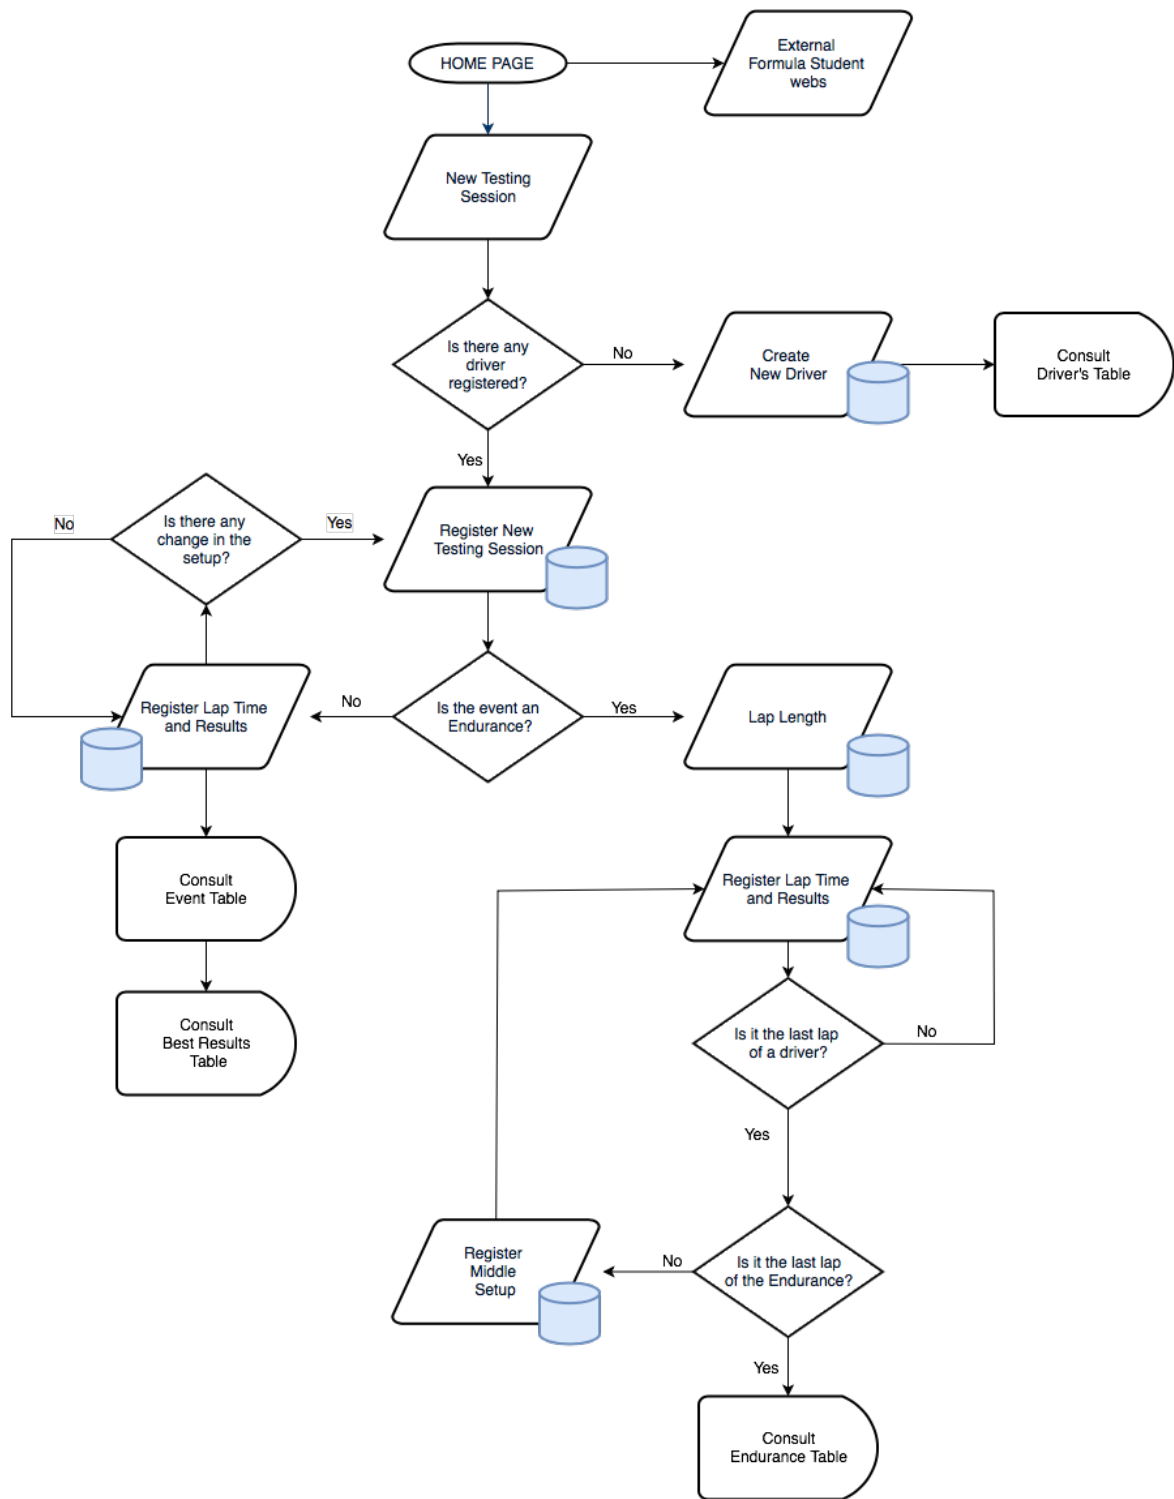 HOME PAGE
External
Formula Student
webs
New Testing
Session
Is there any
driver
registered?
No
Create
New Driver
Consult
Driver's Table
Yes
Is there any
change in the
setup?
No
Yes
Register New
Testing Session
Register Lap Time
and Results
No
Is the event an
Endurance?
Yes
Lap Length
Consult
Event Table
Register Lap Time
and Results
Consult
Best Results
Table
Is it the last lap
of a driver?
No
Yes
Register
Middle
Setup
No
Is it the last lap
of the Endurance?
Yes
Consult
Endurance Table